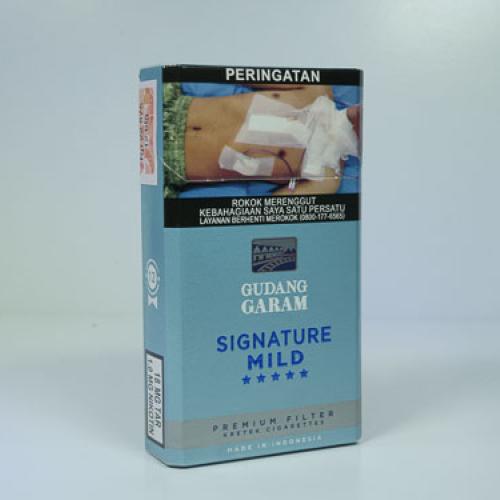 PERINGATAN
ROKOK MERENGGUT
KEBAHAGIAAN SAYA SATU PERSATU
LAYANAN BERHENTI MEROKOK (0800-177-6565)
GUDANG
GARAM
SIGNATURE
MILD
PREMIUM FILTER
KRETEK CIGARETTES
MADE IN INDONESIA
18 MG TAR
1.0 MG NIKOTIN